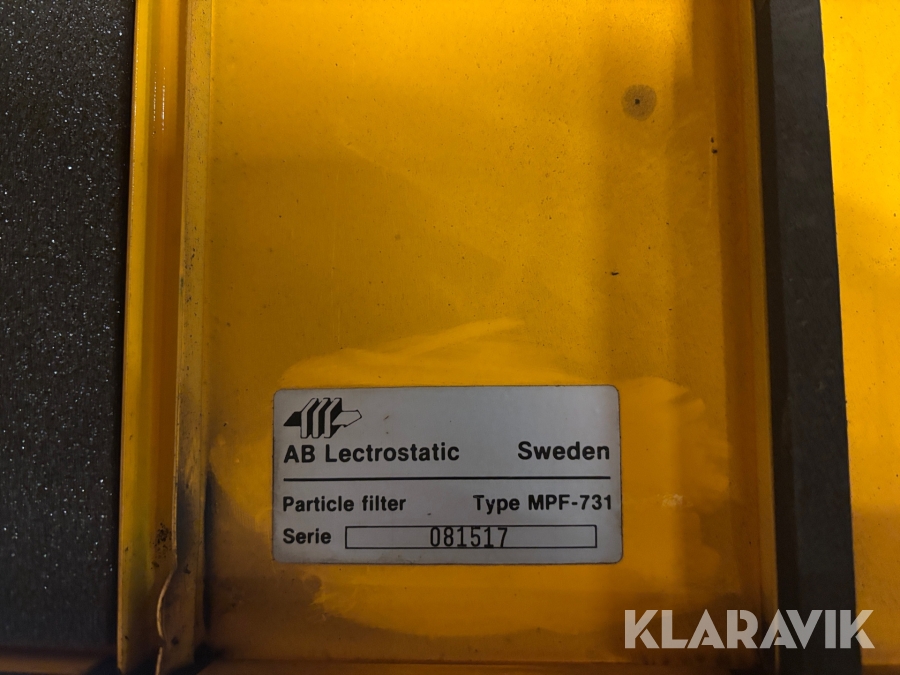 AB Lectrostatic Sweden
Particle filter Type MPF-731
Serie 081517
KLARAVIK